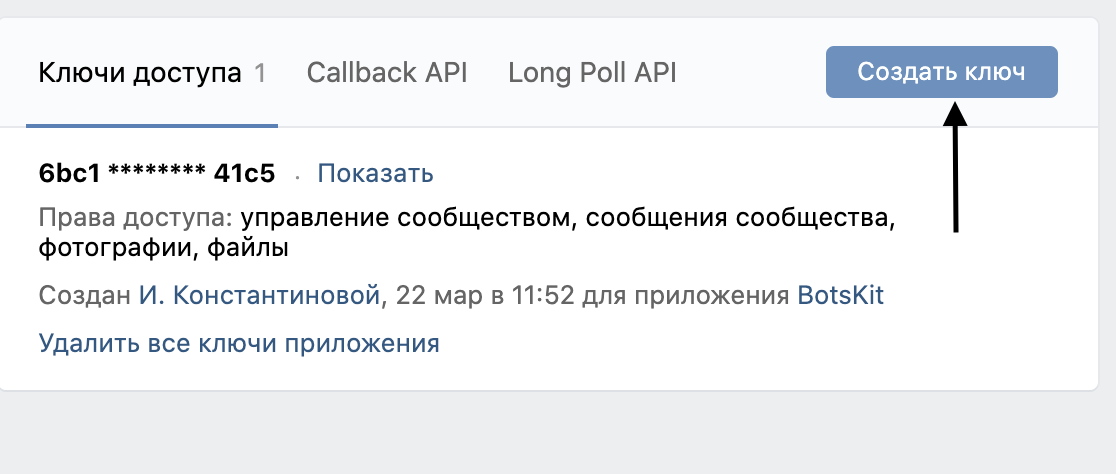 Ключи доступа 1 Callback API Long Poll API Создать ключ
6bc1 ******** 41c5 · Показать
Права доступа: управление сообществом, сообщения сообщества,
фотографии, файлы
Создан И. Константиновой, 22 мар в 11:52 для приложения BotsKit
Удалить все ключи приложения